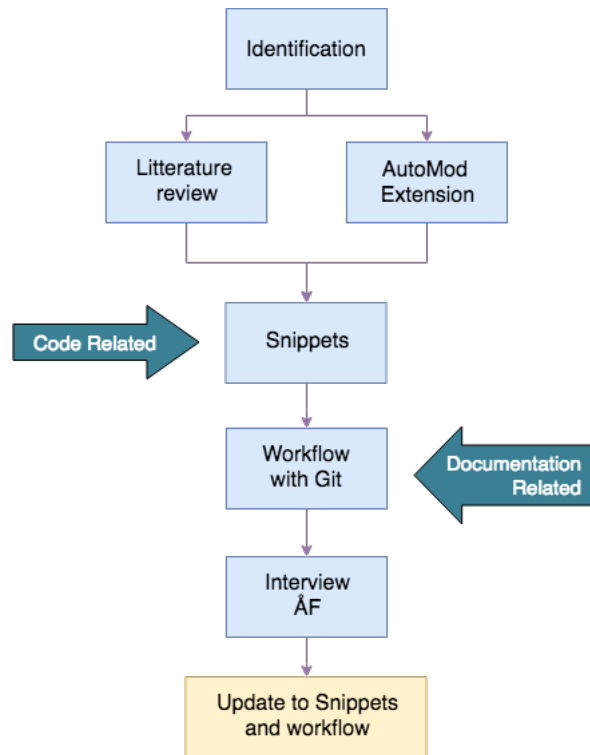 Identification
Litterature
review
AutoMod
Extension
Code Related
Snippets
Workflow
with Git
Documentation
Related
Interview
ÅF
Update to Snippets
and workflow